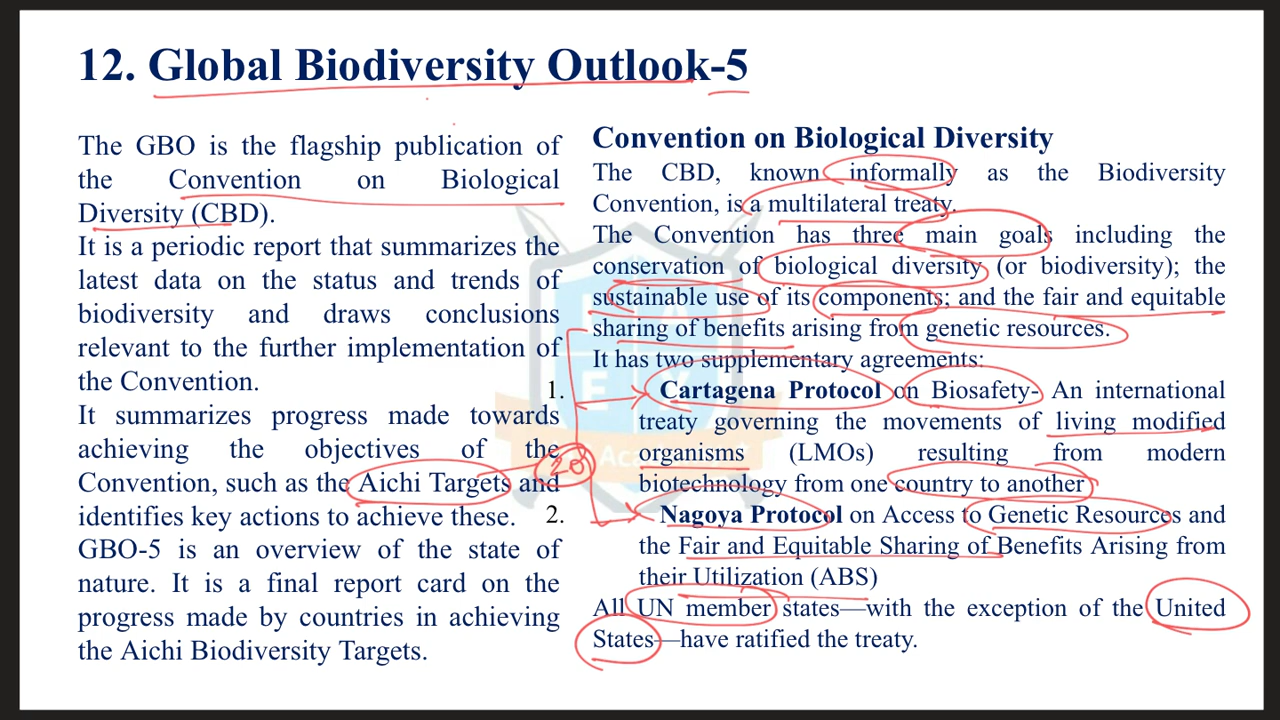 12. Global Biodiversity Outlook-5
The GBO is the flagship publication of
the Convention on Biological
Diversity (CBD).
It is a periodic report that summarizes the
latest data on the status and trends of
biodiversity and draws conclusions
relevant to the further implementation of
the Convention.
It summarizes progress made towards
achieving the objectives of the
Convention, such as the Aichi Targets and
identifies key actions to achieve these.
GBO-5 is an overview of the state of
nature. It is a final report card on the
progress made by countries in achieving
the Aichi Biodiversity Targets.
20
Convention on Biological Diversity
The CBD, known informally as the Biodiversity
Convention, is a multilateral treaty.
The Convention has three main goals including the
conservation of biological diversity (or biodiversity); the
sustainable use of its components; and the fair and equitable
sharing of benefits arising from genetic resources.
It has two supplementary agreements:
1. Cartagena Protocol on Biosafety- An international
treaty governing the movements of living modified
organisms (LMOs) resulting from modern
biotechnology from one country to another
2. Nagoya Protocol on Access to Genetic Resources and
the Fair and Equitable Sharing of Benefits Arising from
their Utilization (ABS)
All UN member states—with the exception of the United
States—have ratified the treaty.